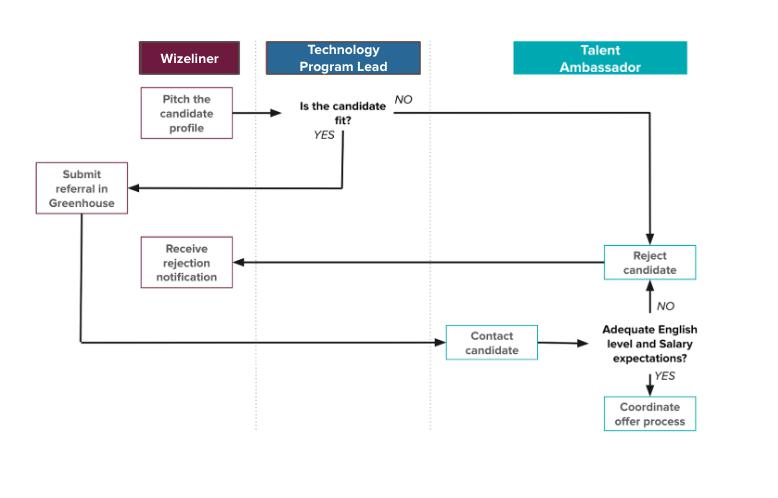 Wizeliner
Technology
Program Lead
Talent
Ambassador
Pitch the
candidate
profile
Is the candidate
fit?
NO
YES
Submit
referral in
Greenhouse
Receive
rejection
notification
Reject
candidate
NO
Contact
candidate
Adequate English
level and Salary
expectations?
YES
Coordinate
offer process